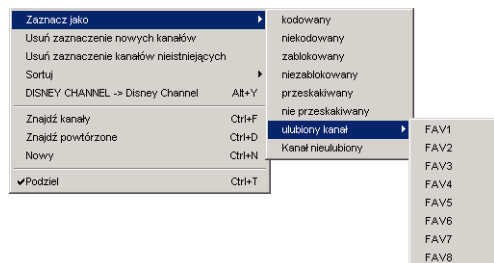 Zaznacz jako
Usuń zaznaczenie nowych kanałów
Usuń zaznaczenie kanałów nieistniejących
Sortuj
DISNEY CHANNEL -> Disney Channel Alt+Y
Znajdź kanały Ctrl+F
Znajdź powtórzone Ctrl+D
Nowy Ctrl+N
✔Podziel Ctrl+T
kodowany
niekodowany
zablokowany
niezablokowany
przeskakiwany
nie przeskakiwany
ulubiony kanał
Kanał nieulubiony
FAV1
FAV2
FAV3
FAV4
FAV5
FAV6
FAV7
FAV8